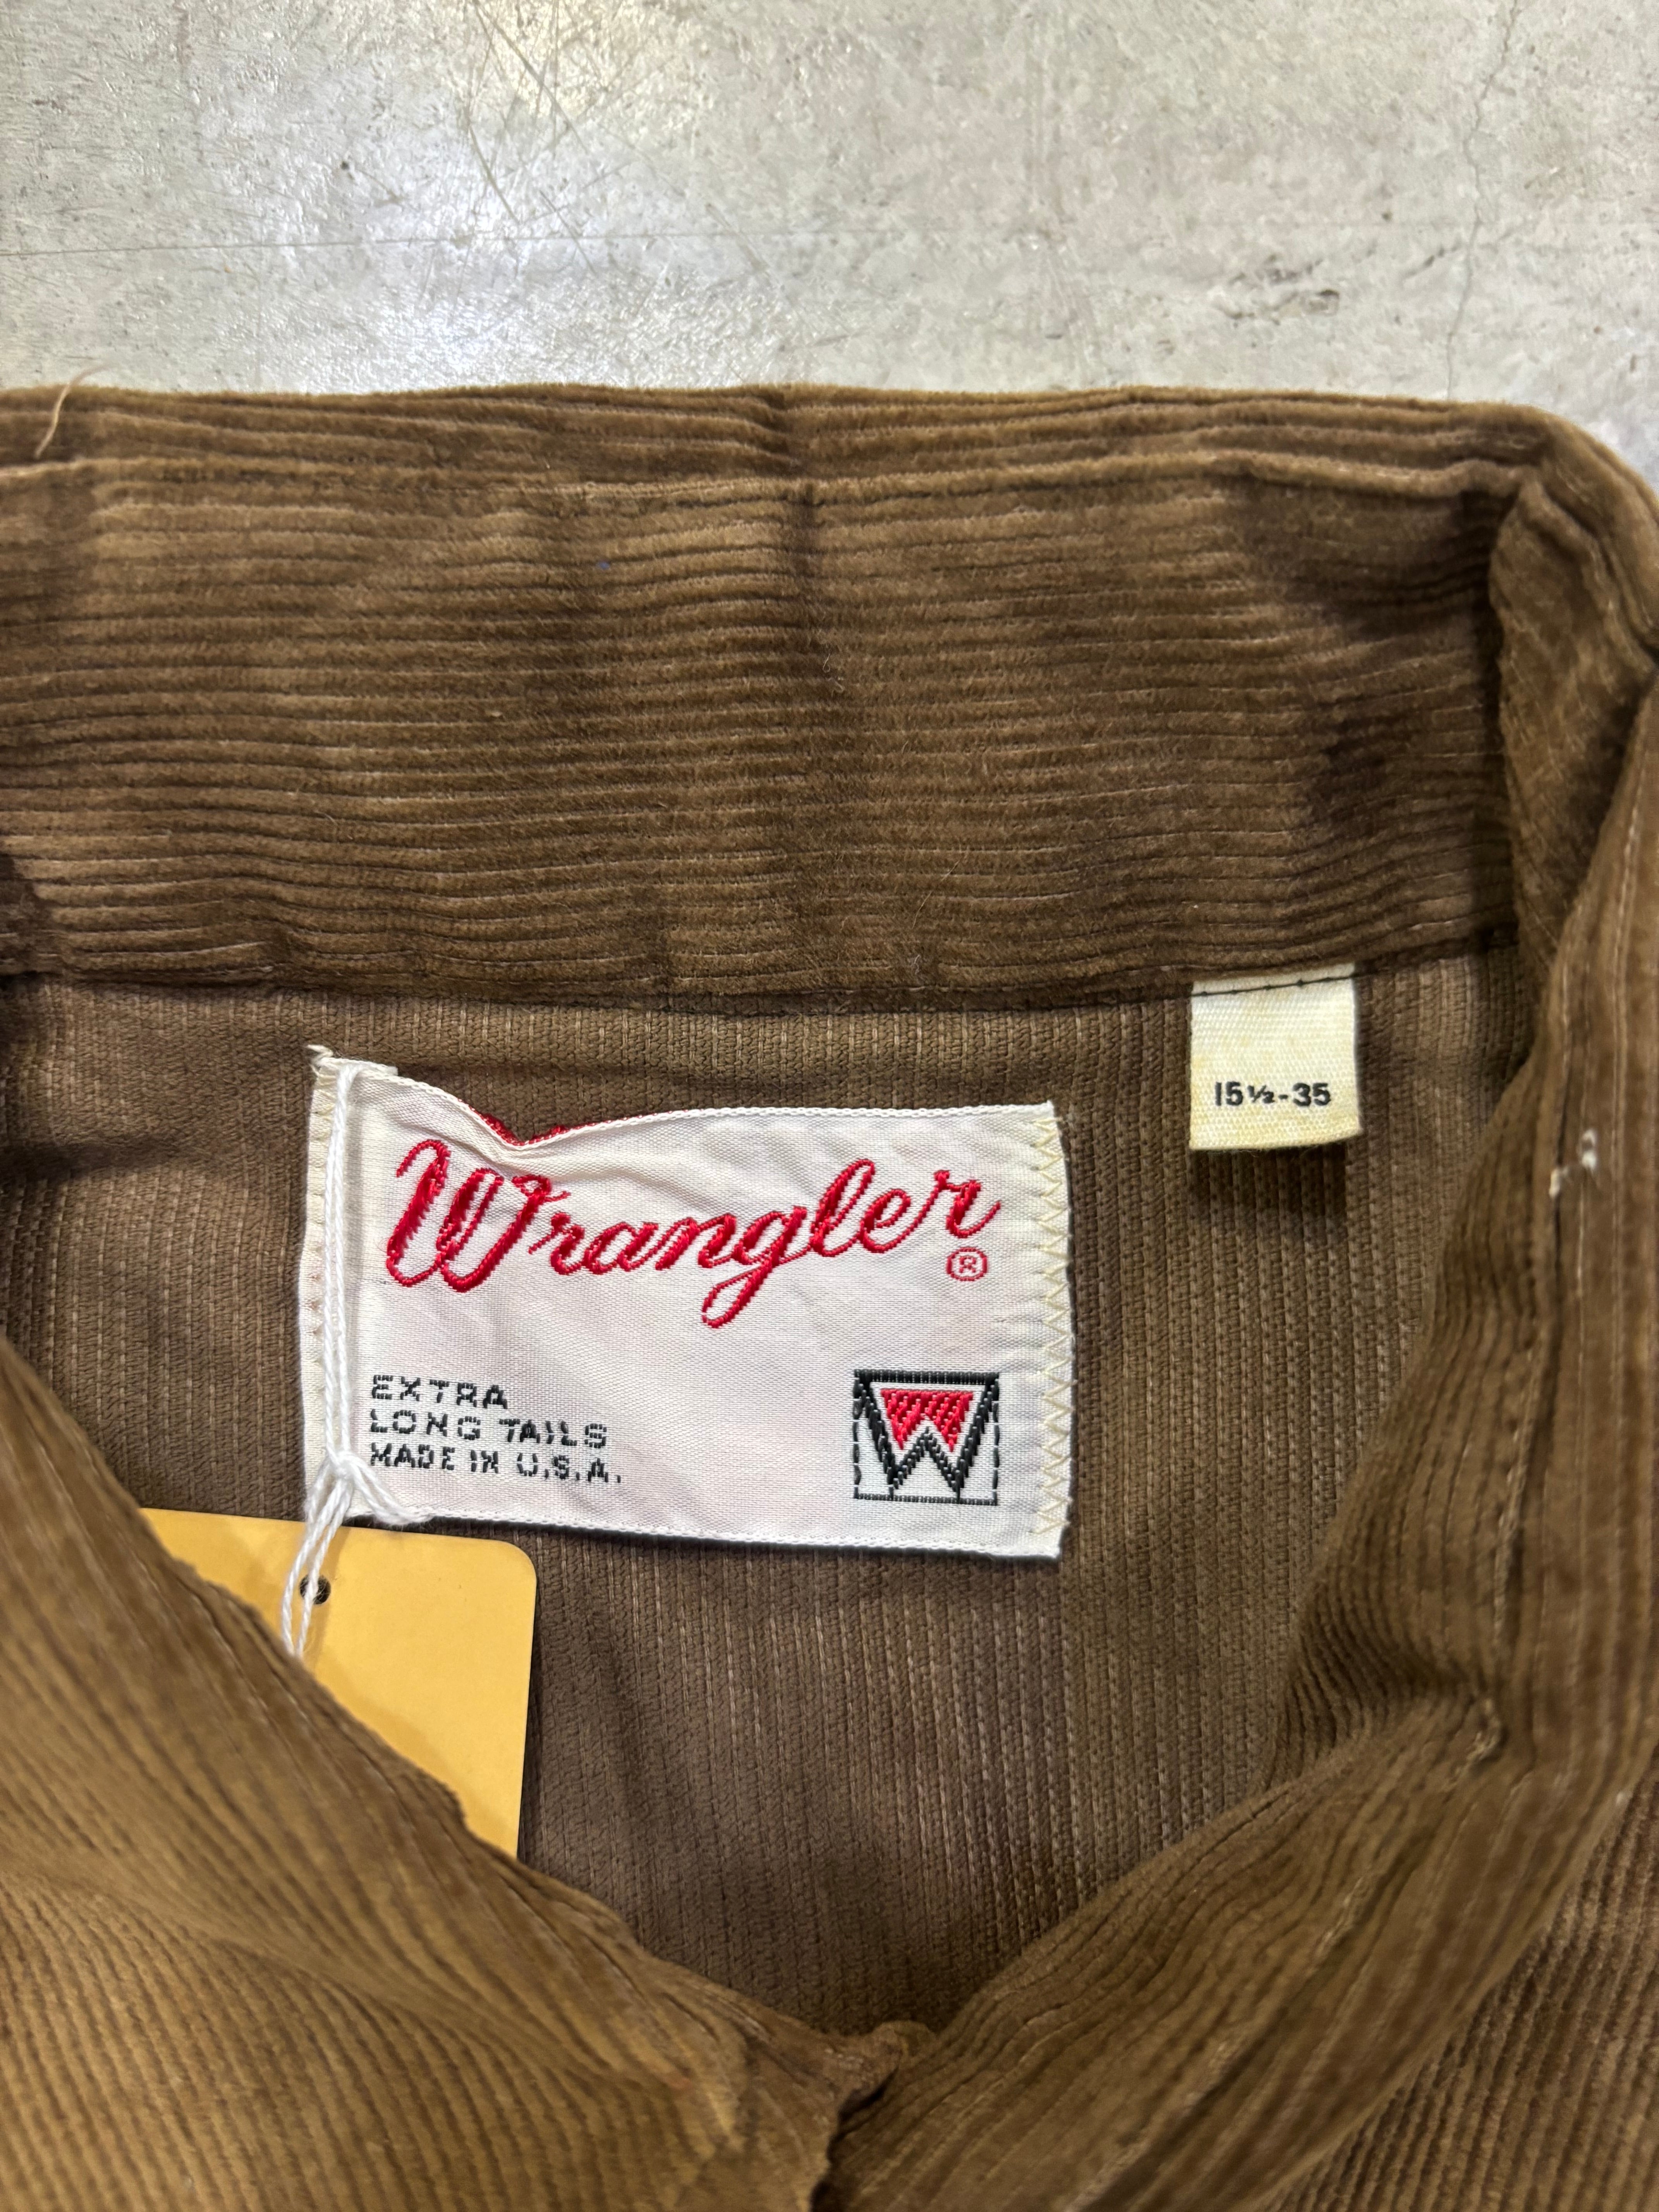 15½-35
Wrangler®
EXTRA
LONG TAILS
MADE IN U.S.A.
W